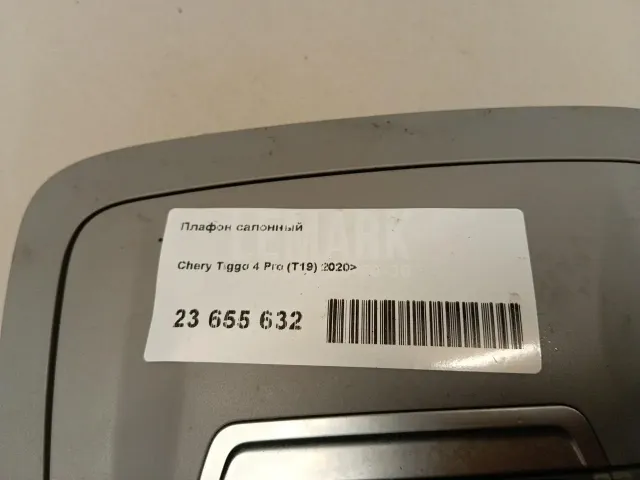 Плафон салонный
Chery Tiggo 4 Pro (T19) 2020>
23 655 632